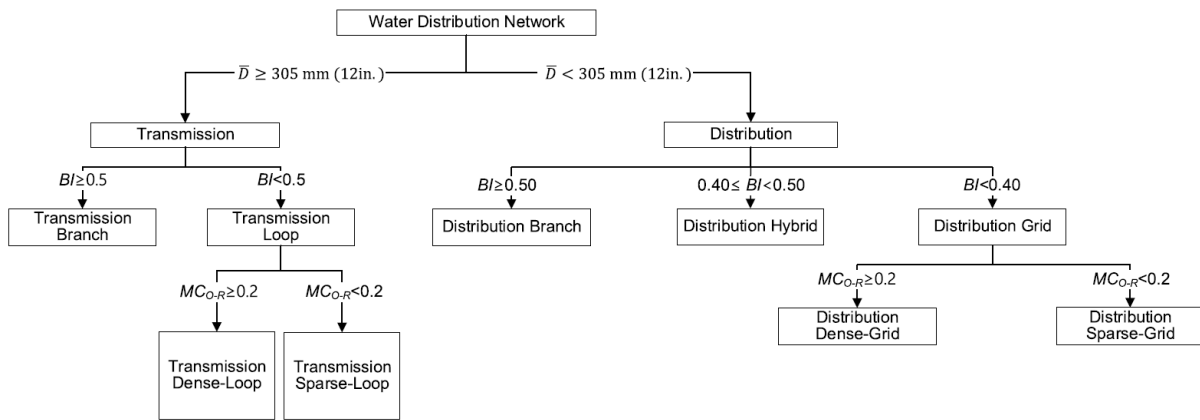 Water Distribution Network
D̅ ≥ 305 mm (12in.)
D̅ < 305 mm (12in.)
Transmission
Distribution
BI≥0.5
BI<0.5
BI≥0.50
0.40≤ BI<0.50
BI<0.40
Transmission
Branch
Transmission
Loop
Distribution Branch
Distribution Hybrid
Distribution Grid
MCO-R≥0.2
MCO-R<0.2
MCO-R≥0.2
MCO-R<0.2
Transmission
Dense-Loop
Transmission
Sparse-Loop
Distribution
Dense-Grid
Distribution
Sparse-Grid